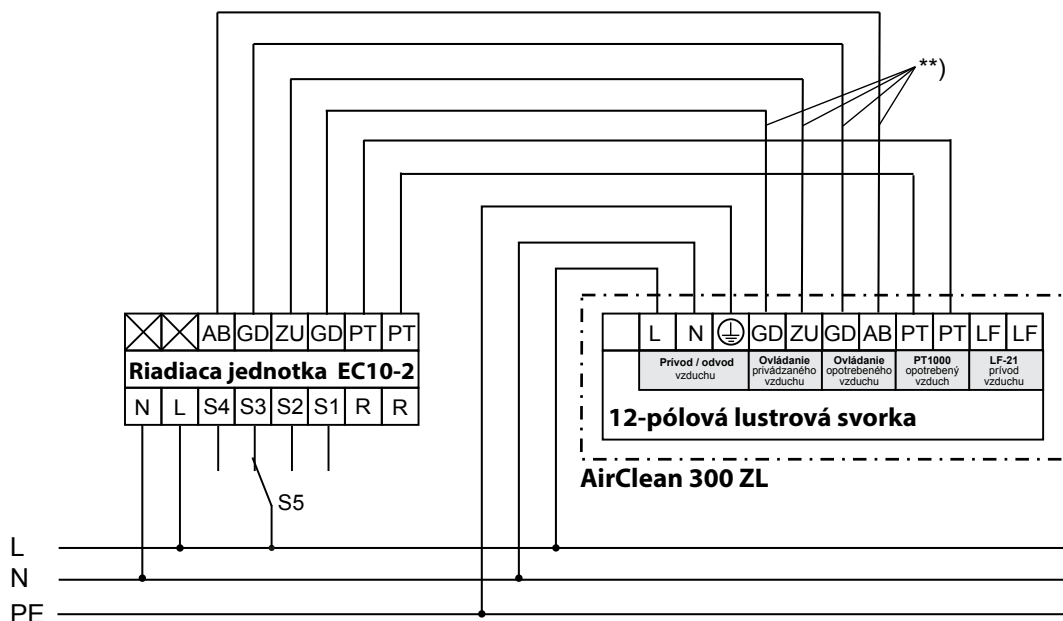 **)
AB GD ZU GD PT PT
Riadiaca jednotka EC10-2
N L S4 S3 S2 S1 R R
S5
L N GD ZU GD AB PT PT LF LF
Prívod / odvod
vzduchu
Ovládanie
privádzaného
vzduchu
Ovládanie
opotrebeného
vzduchu
PT1000
opotrebený
vzduch
LF-21
prívod
vzduchu
12-pólová lustrová svorka
AirClean 300 ZL
L
N
PE